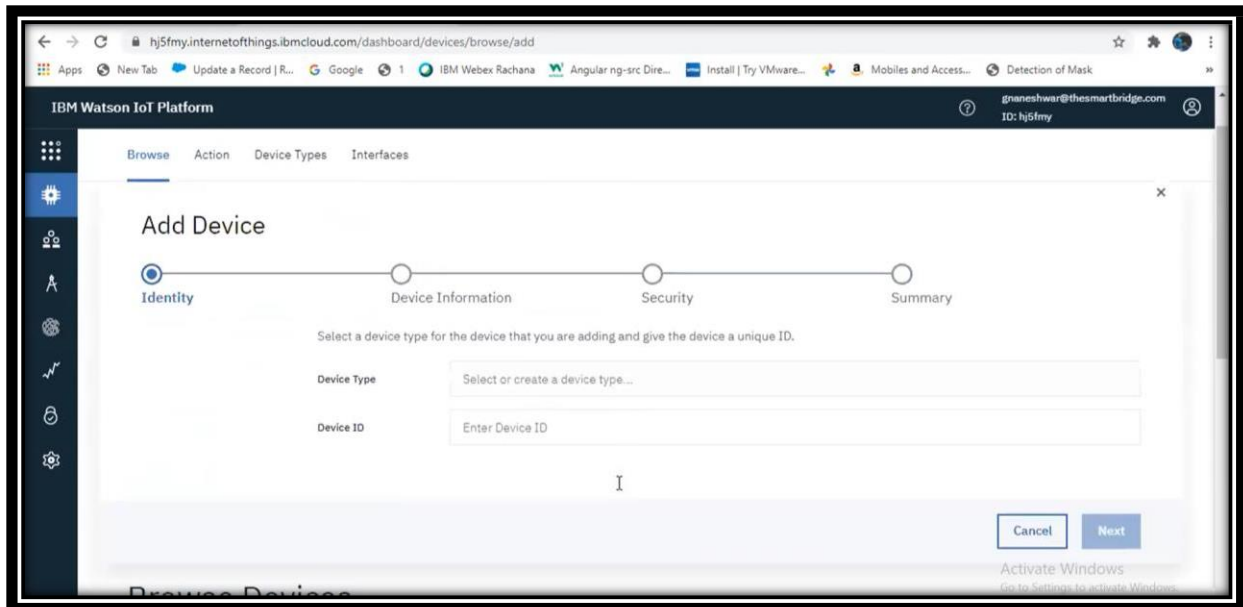 hj5fmy.internetofthings.ibmcloud.com/dashboard/devices/browse/add
Apps New Tab Update a Record | R... Google 1 IBM Webex Rachana Angular ng-src Dire... Install | Try VMware... Mobiles and Access... Detection of Mask »
IBM Watson IoT Platform
gnaneshwar@thesmartbridge.com
ID: hj5fmy
Browse Action Device Types Interfaces
Add Device
Identity Device Information Security Summary
Select a device type for the device that you are adding and give the device a unique ID.
Device Type Select or create a device type...
Device ID Enter Device ID
Cancel Next
Activate Windows
Go to Settings to activate Windows.
Browse Devices